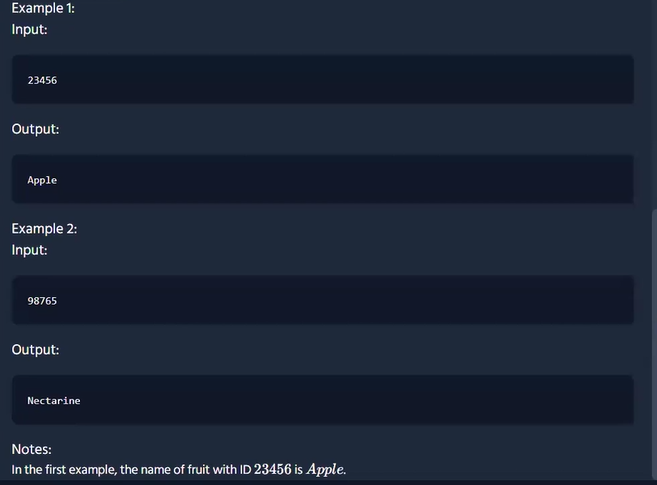 Example 1:
Input:
23456
Output:
Apple
Example 2:
Input:
98765
Output:
Nectarine
Notes:
In the first example, the name of fruit with ID 23456 is Apple.